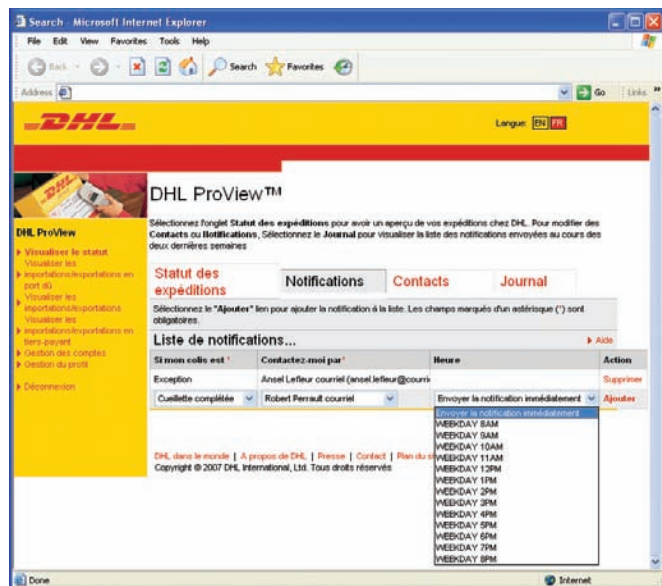 Search - Microsoft Internet Explorer
File Edit View Favorites Tools Help
Back Search Favorites
Address Go Links
DHL
Langue: EN FR
DHL ProView™
Sélectionnez l'onglet Statut des expéditions pour avoir un aperçu de vos expéditions chez DHL. Pour modifier des
Contacts ou Notifications, Sélectionnez le Journal pour visualiser la liste des notifications envoyées au cours des
deux dernières semaines
DHL ProView
Visualiser le statut
Visualiser les
importations/exportations en
port dû
Visualiser les
importations/exportations
Visualiser les
importations/exportations en
tiers-payant
Gestion des comptes
Gestion du profil
Déconnexion
Statut des
expéditions
Notifications
Contacts
Journal
Sélectionnez le "Ajouter" lien pour ajouter la notification à la liste. Les champs marqués d'un astérisque (*) sont
obligatoires.
Liste de notifications...
Aide
Si mon colis est * Contactez-moi par* Heure Action
Exception Ansel Lefleur courriel (ansel.lefleur@courri Supprimer
Cueillette complétée Robert Perrault courriel Envoyer la notification immédiatement Ajouter
Envoyer la notification immédiatement
WEEKDAY 8AM
WEEKDAY 9AM
WEEKDAY 10AM
WEEKDAY 11AM
WEEKDAY 12PM
WEEKDAY 1PM
WEEKDAY 2PM
WEEKDAY 3PM
WEEKDAY 4PM
WEEKDAY 5PM
WEEKDAY 6PM
WEEKDAY 7PM
WEEKDAY 8PM
DHL dans le monde | A propos de DHL | Presse | Contact | Plan du
Copyright © 2007 DHL International, Ltd. Tous droits réservés
Done Internet